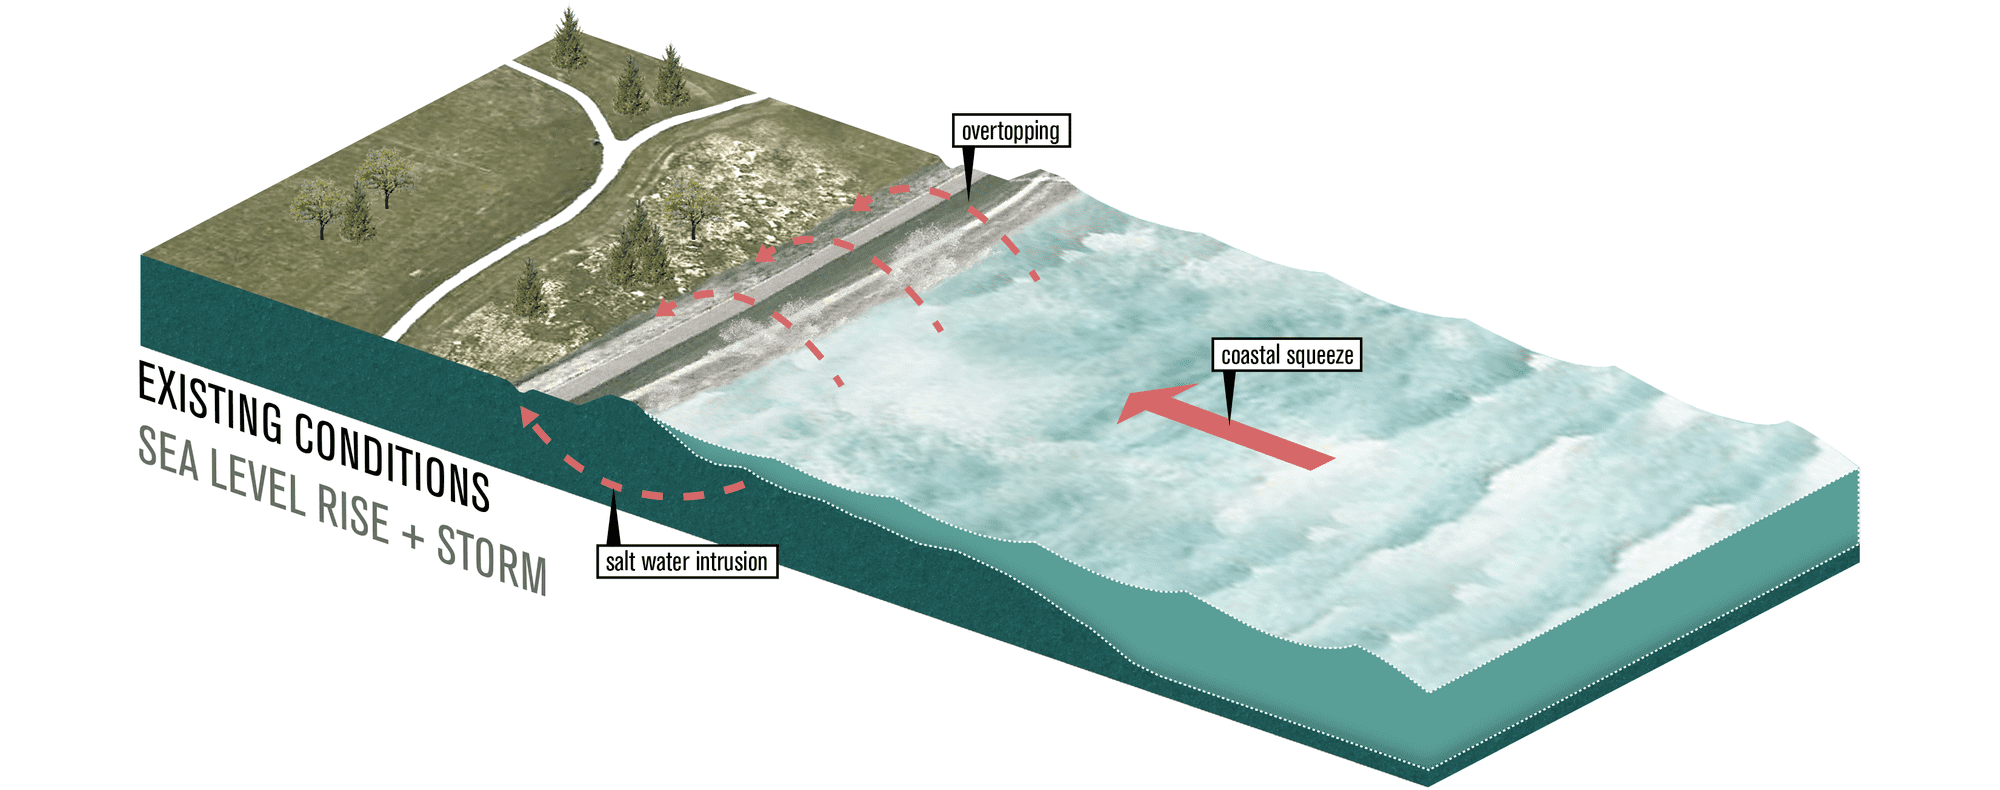 overtopping
coastal squeeze
EXISTING CONDITIONS
SEA LEVEL RISE + STORM
salt water intrusion